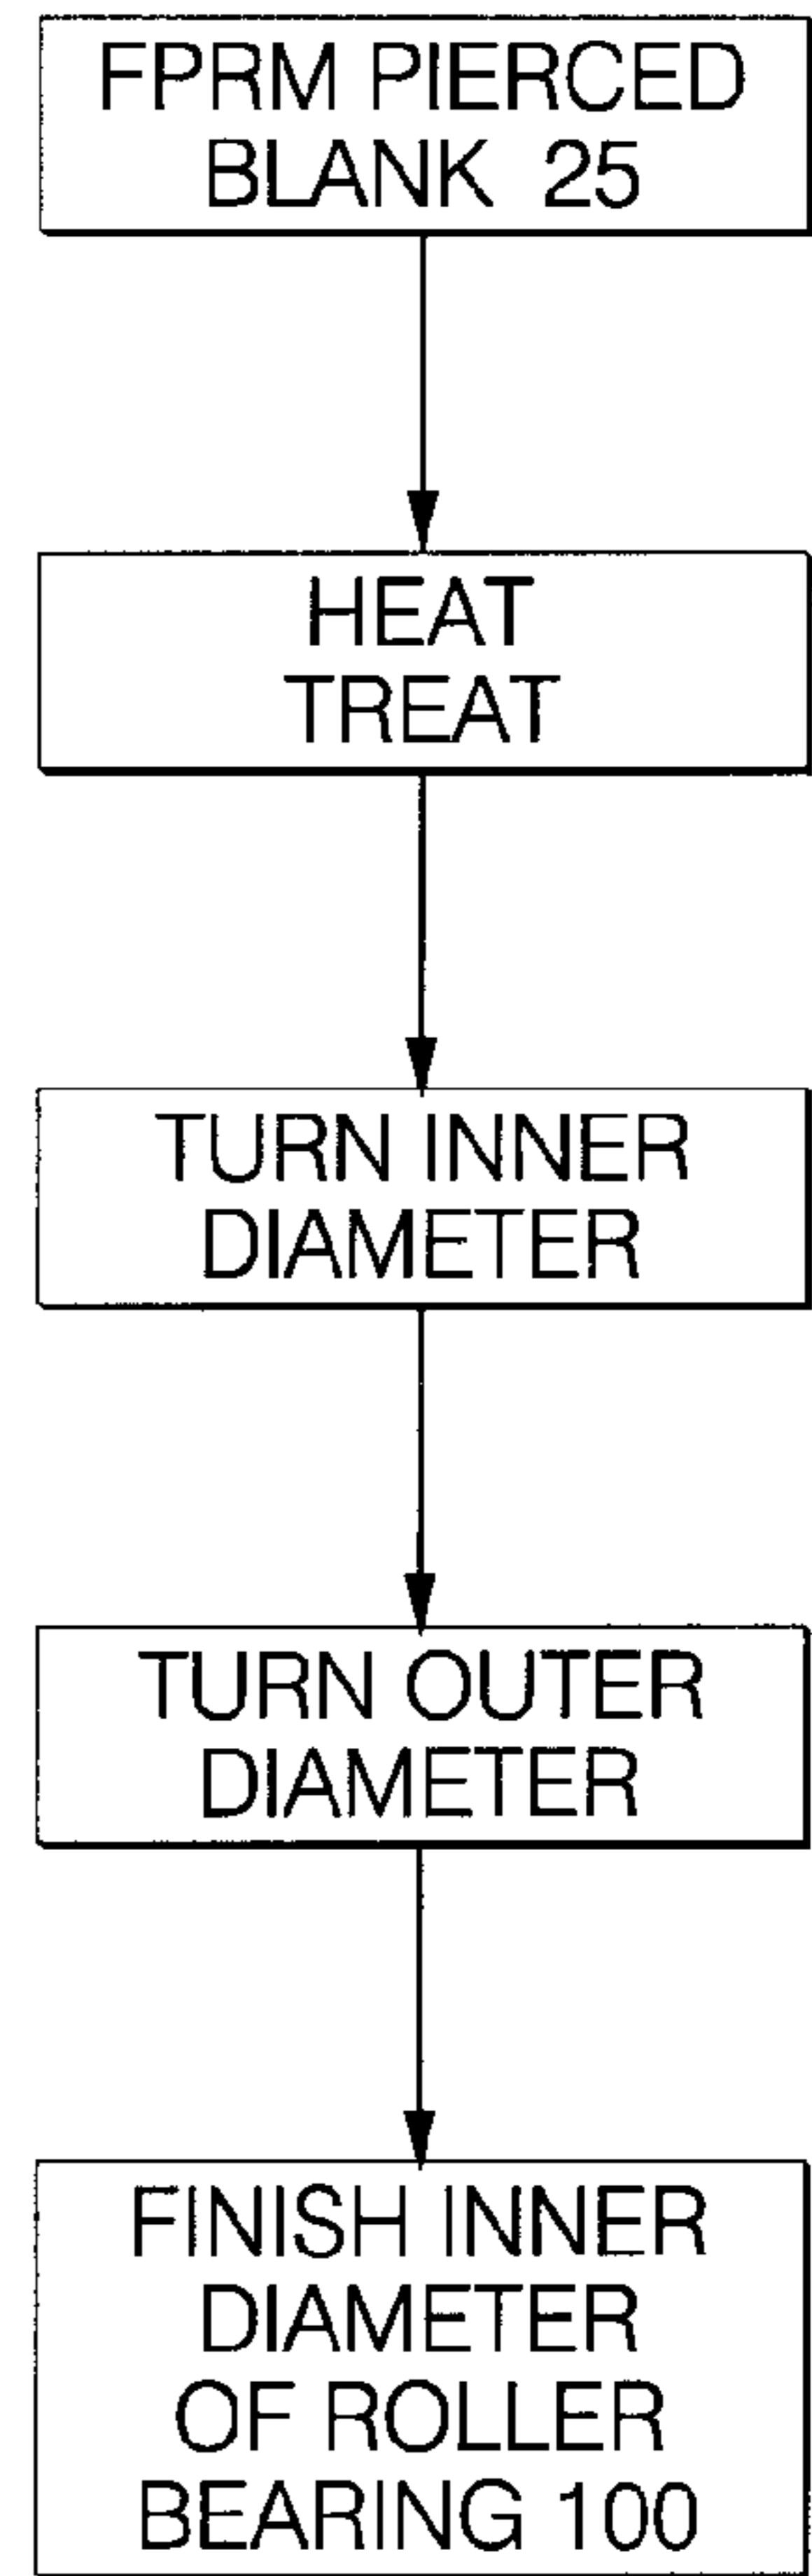 FPRM PIERCED
BLANK 25
HEAT
TREAT
TURN INNER
DIAMETER
TURN OUTER
DIAMETER
FINISH INNER
DIAMETER
OF ROLLER
BEARING 100